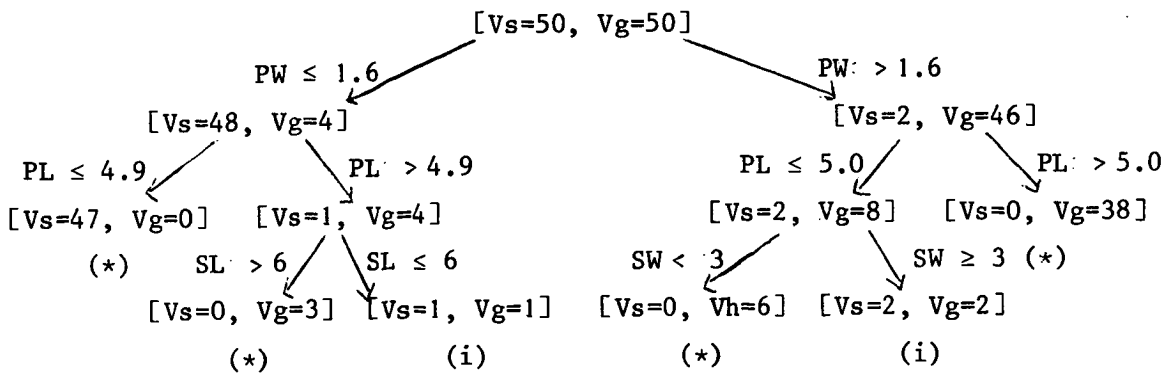 [Vs=50, Vg=50]
PW ≤ 1.6 PW: > 1.6
[Vs=48, Vg=4] [Vs=2, Vg=46]
PL ≤ 4.9 PL > 4.9 PL ≤ 5.0 PL: > 5.0
[Vs=47, Vg=0] [Vs=1, Vg=4] [Vs=2, Vg=8] [Vs=0, Vg=38]
(*) SL > 6 SL ≤ 6 SW < 3 SW ≥ 3 (*)
[Vs=0, Vg=3] [Vs=1, Vg=1] [Vs=0, Vh=6] [Vs=2, Vg=2]
(*) (i) (*) (i)